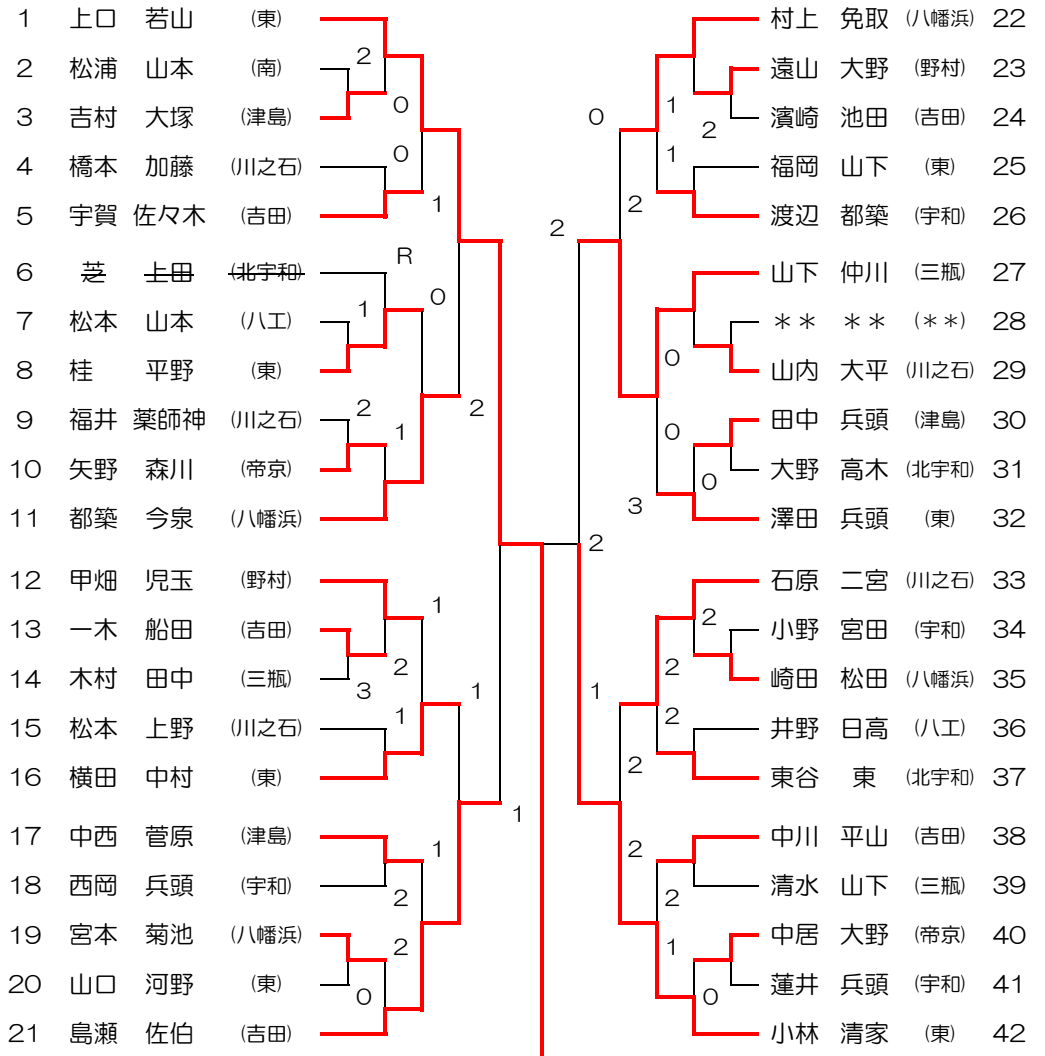 1 上口 若山 (東)
2 松浦 山本 (南)
3 吉村 大塚 (津島)
4 橋本 加藤 (川之石)
5 宇賀 佐々木 (吉田)
6 芝 上田 (北宇和)
7 松本 山本 (八工)
8 桂 平野 (東)
9 福井 薬師神 (川之石)
10 矢野 森川 (帝京)
11 都築 今泉 (八幡浜)
12 甲畑 児玉 (野村)
13 一木 船田 (吉田)
14 木村 田中 (三瓶)
15 松本 上野 (川之石)
16 横田 中村 (東)
17 中西 菅原 (津島)
18 西岡 兵頭 (宇和)
19 宮本 菊池 (八幡浜)
20 山口 河野 (東)
21 島瀬 佐伯 (吉田)
2
0
0
1
R
0
1
2
2
1
1
2
3
1
1
1
1
2
2
0
0
1
2
1
2
2
0
0
0
3
2
2
2
1
2
2
2
2
1
0
村上 免取 (八幡浜) 22
遠山 大野 (野村) 23
濱崎 池田 (吉田) 24
福岡 山下 (東) 25
渡辺 都築 (宇和) 26
山下 仲川 (三瓶) 27
** ** (**) 28
山内 大平 (川之石) 29
田中 兵頭 (津島) 30
大野 高木 (北宇和) 31
澤田 兵頭 (東) 32
石原 二宮 (川之石) 33
小野 宮田 (宇和) 34
崎田 松田 (八幡浜) 35
井野 日高 (八工) 36
東谷 東 (北宇和) 37
中川 平山 (吉田) 38
清水 山下 (三瓶) 39
中居 大野 (帝京) 40
蓮井 兵頭 (宇和) 41
小林 清家 (東) 42